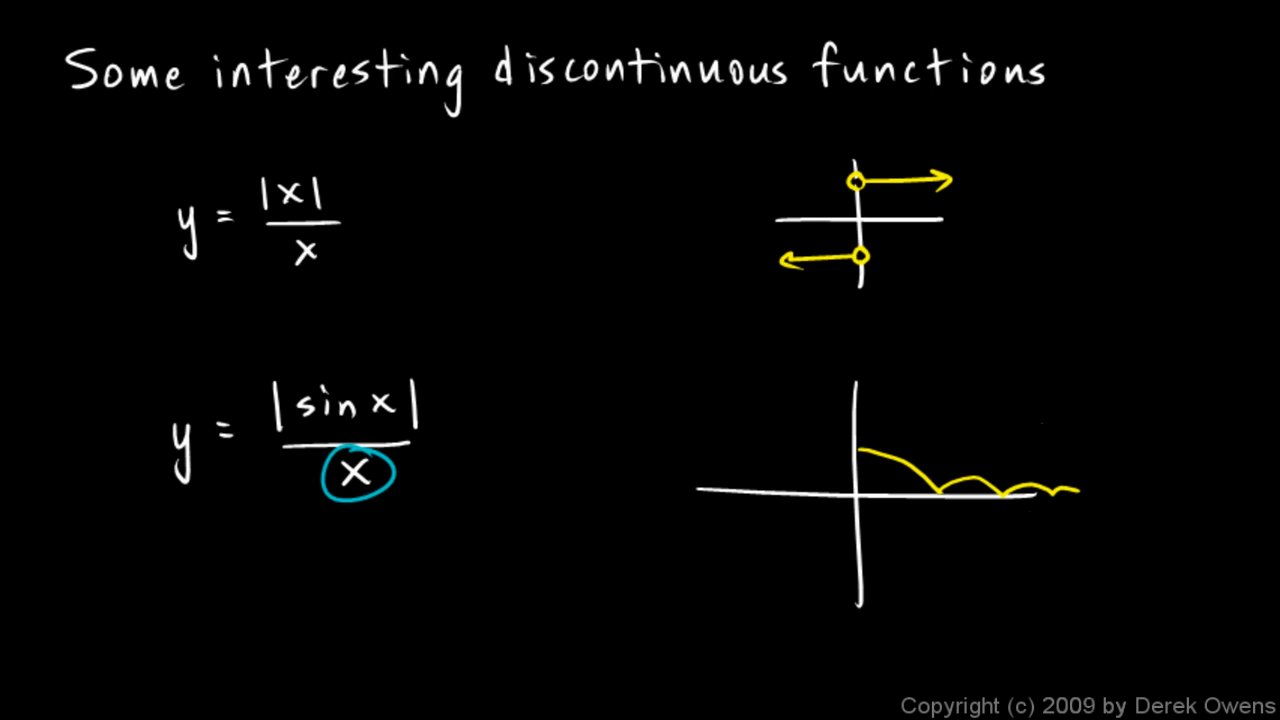 Some interesting discontinuous functions
y = |x| / x
y = |sin x| / x
Copyright (c) 2009 by Derek Owens